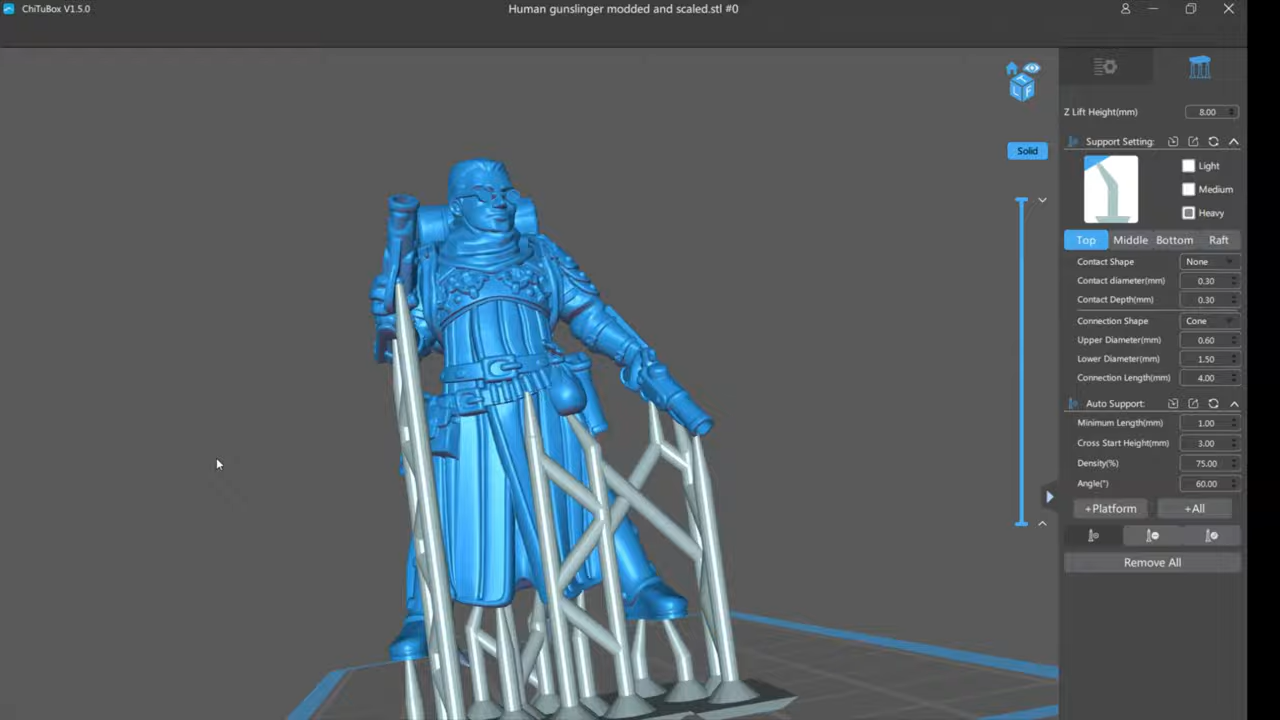 ChiTuBox V1.5.0
Human gunslinger modded and scaled.stl #0
Z Lift Height(mm) 8.00
Support Setting:
Light
Medium
Heavy
Solid
Top Middle Bottom Raft
Contact Shape None
Contact diameter(mm) 0.30
Contact Depth(mm) 0.30
Connection Shape Cone
Upper Diameter(mm) 0.60
Lower Diameter(mm) 1.50
Connection Length(mm) 4.00
Auto Support:
Minimum Length(mm) 1.00
Cross Start Height(mm) 3.00
Density(%) 75.00
Angle(°) 60.00
+Platform +All
Remove All
L F